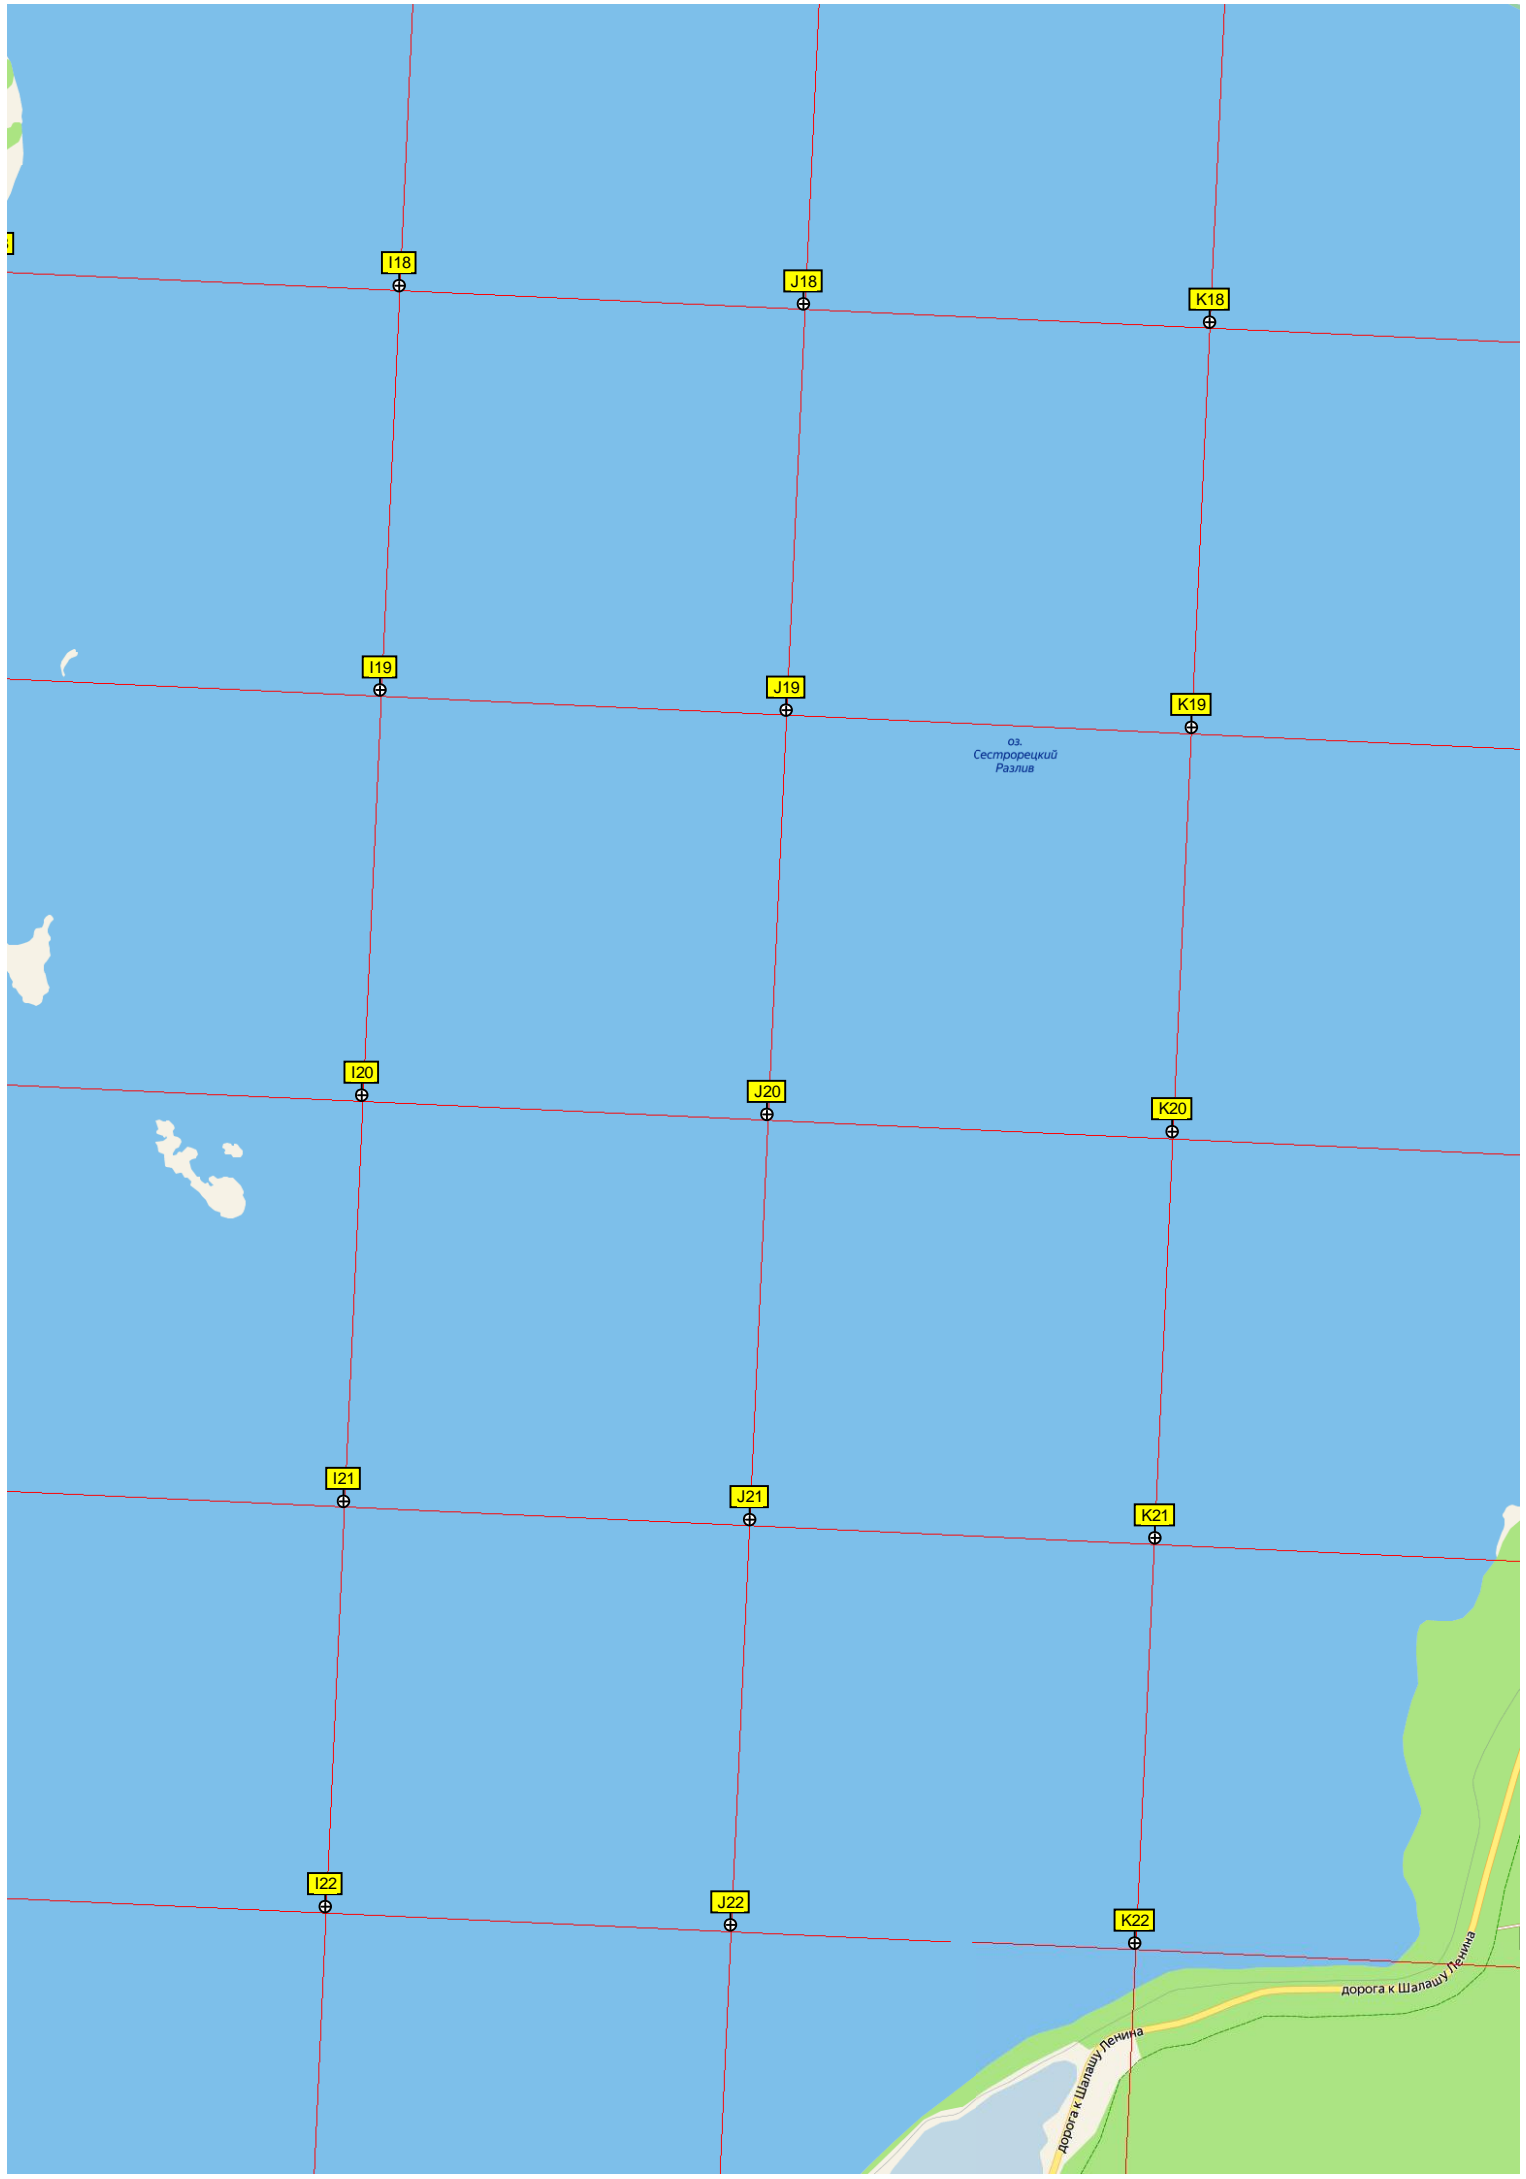 I18
J18
K18
I19
J19
K19
оз.
Сестрорецкий
Разлив
I20
J20
K20
I21
J21
K21
I22
J22
K22
дорога к Шалашу Ленина
дорога к Шалашу Ленина